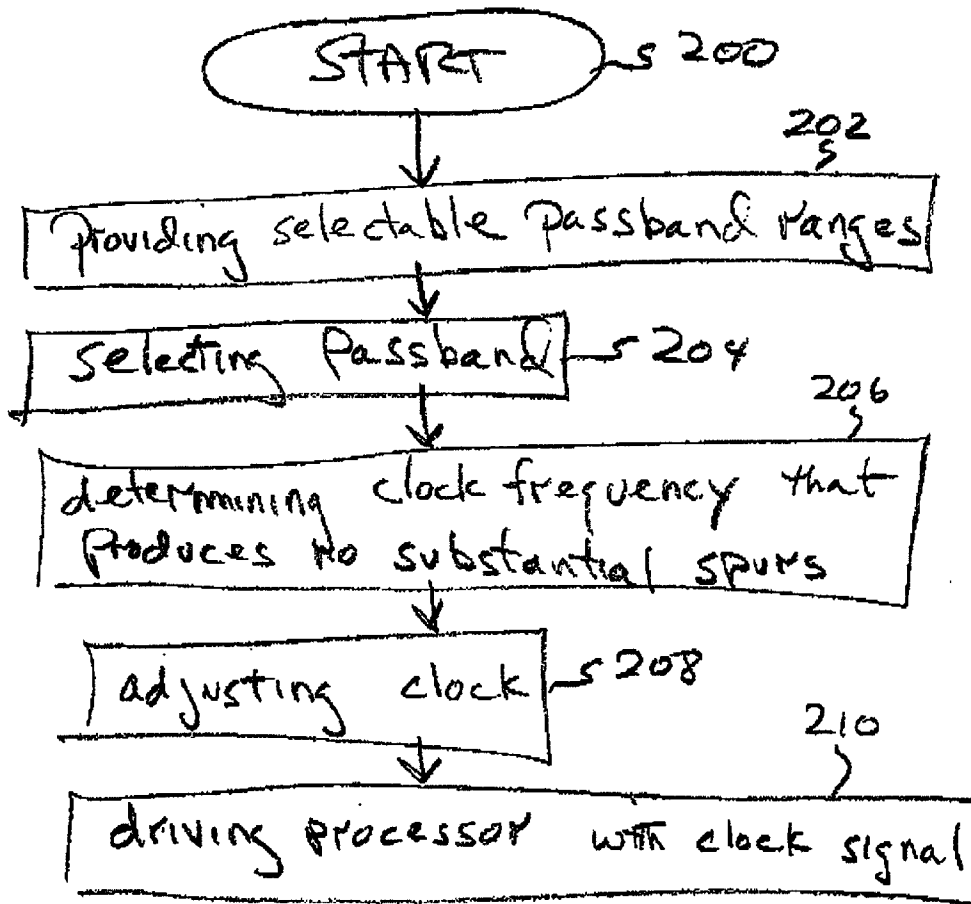 START 200
202
providing selectable passband ranges
selecting Passband 204
206
determining clock frequency that
produces no substantial spurs
adjusting clock 208
210
driving processor with clock signal